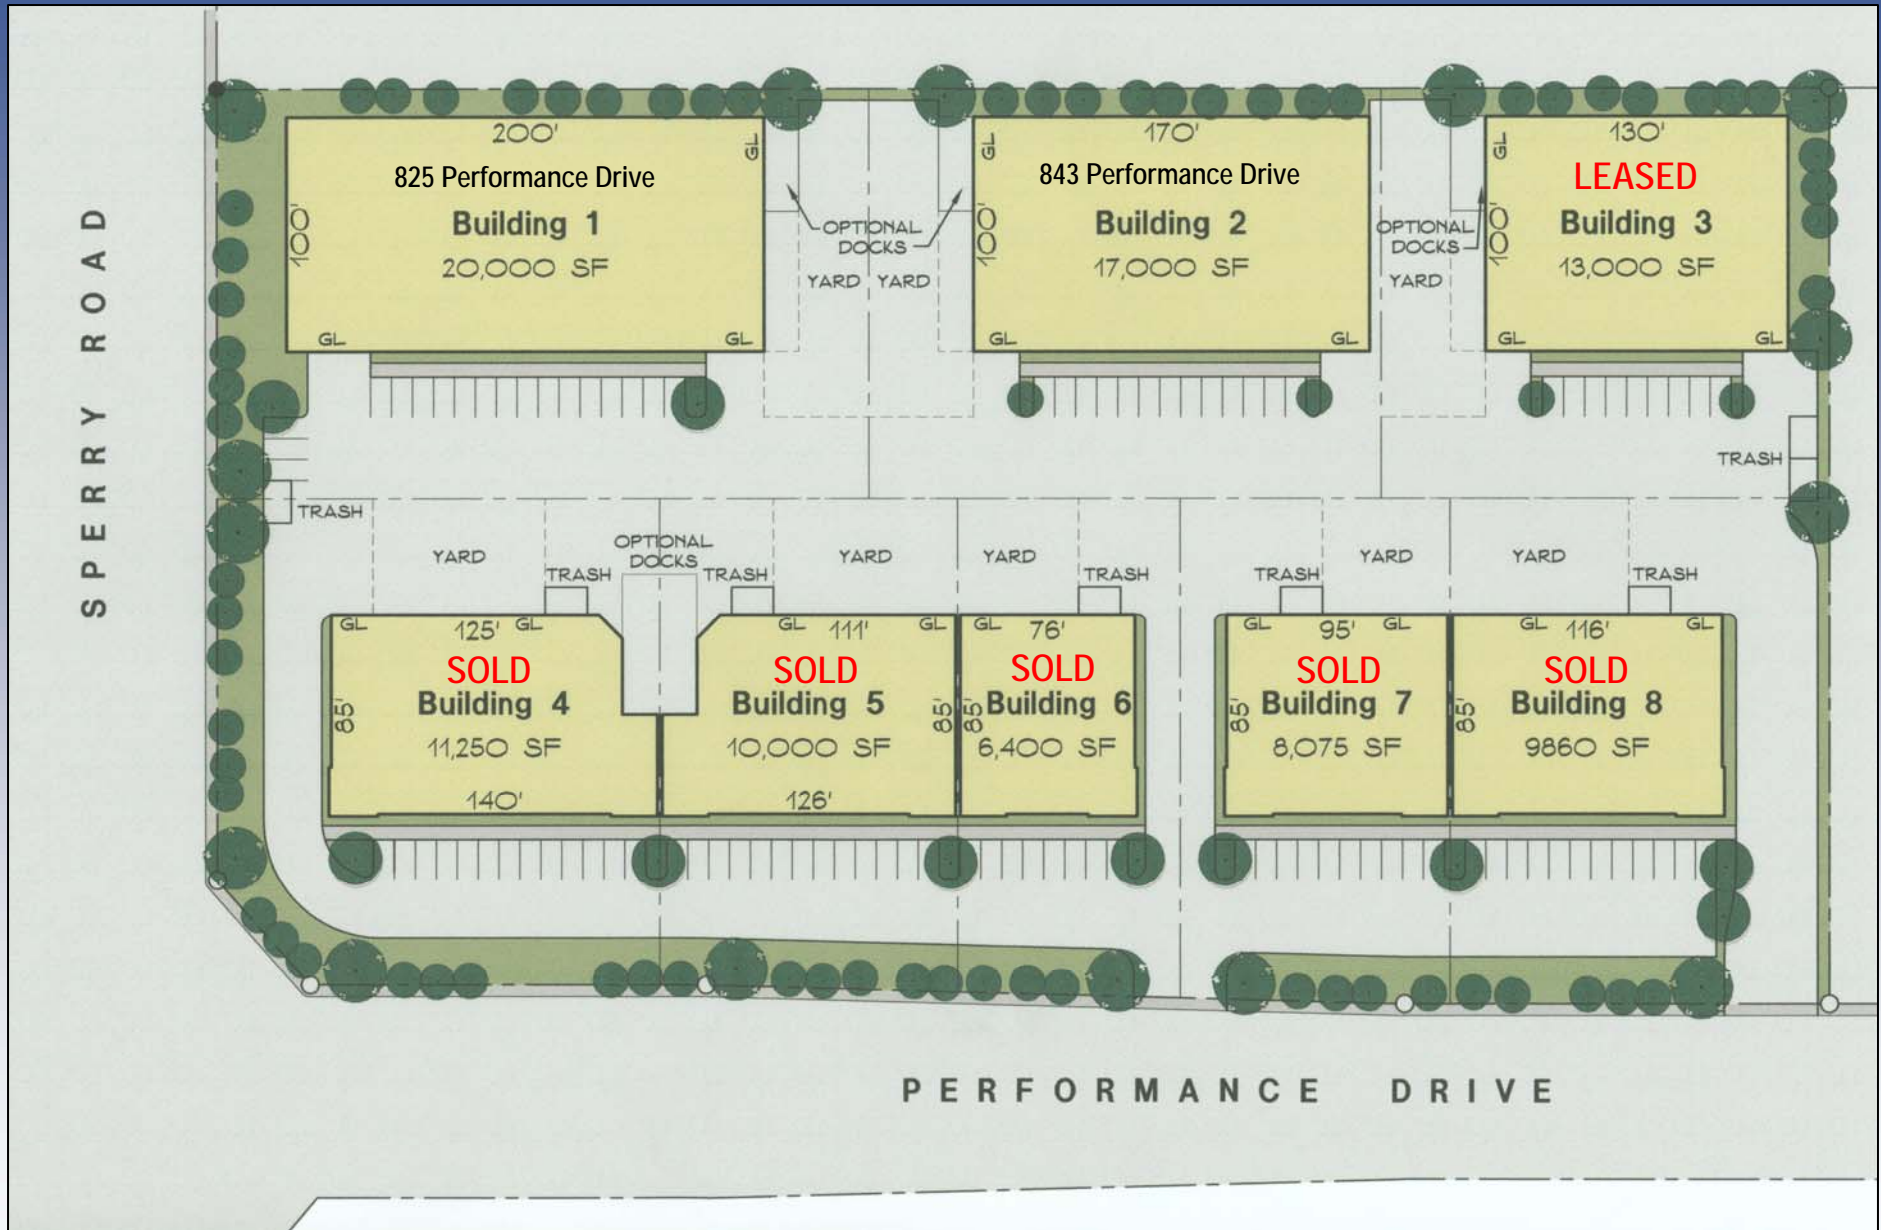 SPERRY ROAD
200'
GL
825 Performance Drive
Building 1
100'
20,000 SF
GL
GL
OPTIONAL
DOCKS
YARD
YARD
170'
GL
843 Performance Drive
Building 2
100'
17,000 SF
GL
GL
OPTIONAL
DOCKS
YARD
130'
GL
LEASED
Building 3
100'
13,000 SF
GL
GL
TRASH
TRASH
YARD
TRASH
OPTIONAL
DOCKS
TRASH
YARD
YARD
TRASH
TRASH
YARD
YARD
TRASH
GL
125'
GL
SOLD
Building 4
85'
11,250 SF
140'
GL
111'
GL
SOLD
Building 5
85'
10,000 SF
126'
GL
76'
SOLD
Building 6
85'
6,400 SF
GL
95'
GL
SOLD
Building 7
85'
8,075 SF
GL
116'
GL
SOLD
Building 8
85'
9860 SF
PERFORMANCE DRIVE